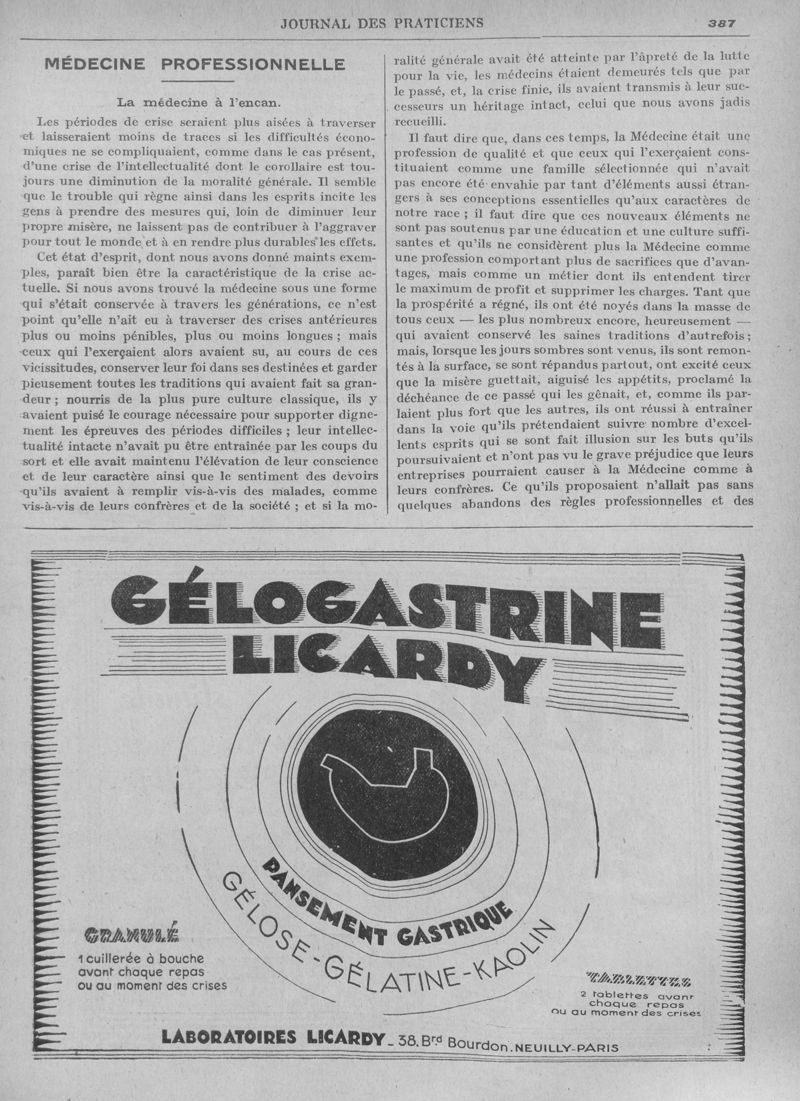 JOURNAL DES PRATICIENS
387
MÉDECINE PROFESSIONNELLE
La médecine à l'encan.
Les périodes de crise seraient plus aisées à traverser
et laisseraient moins de traces si les difficultés écono-
miques ne se compliquaient, comme dans le cas présent,
d'une crise de l'intellectualité dont le corollaire est tou-
jours une diminution de la moralité générale. Il semble
que le trouble qui règne ainsi dans les esprits incite les
gens à prendre des mesures qui, loin de diminuer leur
propre misère, ne laissent pas de contribuer à l'aggraver
pour tout le monde et à en rendre plus durables les effets.
Cet état d'esprit, dont nous avons donné maints exem-
ples, paraît bien être la caractéristique de la crise ac-
tuelle. Si nous avons trouvé la médecine sous une forme
qui s'était conservée à travers les générations, ce n'est
point qu'elle n'ait eu à traverser des crises antérieures
plus ou moins pénibles, plus ou moins longues ; mais
ceux qui l'exerçaient alors avaient su, au cours de ces
vicissitudes, conserver leur foi dans ses destinées et garder
pieusement toutes les traditions qui avaient fait sa gran-
deur ; nourris de la plus pure culture classique, ils y
avaient puisé le courage nécessaire pour supporter digne-
ment les épreuves des périodes difficiles ; leur intellec-
tualité intacte n'avait pu être entraînée par les coups du
sort et elle avait maintenu l'élévation de leur conscience
et de leur caractère ainsi que le sentiment des devoirs
qu'ils avaient à remplir vis-à-vis des malades, comme
vis-à-vis de leurs confrères et de la société ; et si la mo-
ralité générale avait été atteinte par l'âpreté de la lutte
pour la vie, les médecins étaient demeurés tels que par
le passé, et, la crise finie, ils avaient transmis à leur suc-
cesseurs un héritage intact, celui que nous avons jadis
recueilli.
Il faut dire que, dans ces temps, la Médecine était une
profession de qualité et que ceux qui l'exerçaient cons-
tituaient comme une famille sélectionnée qui n'avait
pas encore été envahie par tant d'éléments aussi étran-
gers à ses conceptions essentielles qu'aux caractères de
notre race ; il faut dire que ces nouveaux éléments ne
sont pas soutenus par une éducation et une culture suffi-
santes et qu'ils ne considèrent plus la Médecine comme
une profession comportant plus de sacrifices que d'avan-
tages, mais comme un métier dont ils entendent tirer
le maximum de profit et supprimer les charges. Tant que
la prospérité a régné, ils ont été noyés dans la masse de
tous ceux — les plus nombreux encore, heureusement —
qui avaient conservé les saines traditions d'autrefois ;
mais, lorsque les jours sombres sont venus, ils sont remon-
tés à la surface, se sont répandus partout, ont excité ceux
que la misère guettait, aiguisé les appétits, proclamé la
déchéance de ce passé qui les gênait, et, comme ils par-
laient plus fort que les autres, ils ont réussi à entraîner
dans la voie qu'ils prétendaient suivre nombre d'excel-
lents esprits qui se sont fait illusion sur les buts qu'ils
poursuivaient et n'ont pas vu le grave préjudice que leurs
entreprises pourraient causer à la Médecine comme à
leurs confrères. Ce qu'ils proposaient n'allait pas sans
quelques abandons des règles professionnelles et des
GÉLOGASTRINE
LICARDY
PANSEMENT GASTRIQUE
GÉLOSE-GÉLATINE-KAOLIN
GRANULÉ
1 cuillerée à bouche
avant chaque repas
ou au moment des crises
TABLETTES
2 tablettes avant
chaque repas
ou au moment des crises
LABORATOIRES LICARDY_38.Brd Bourdon.NEUILLY-PARIS